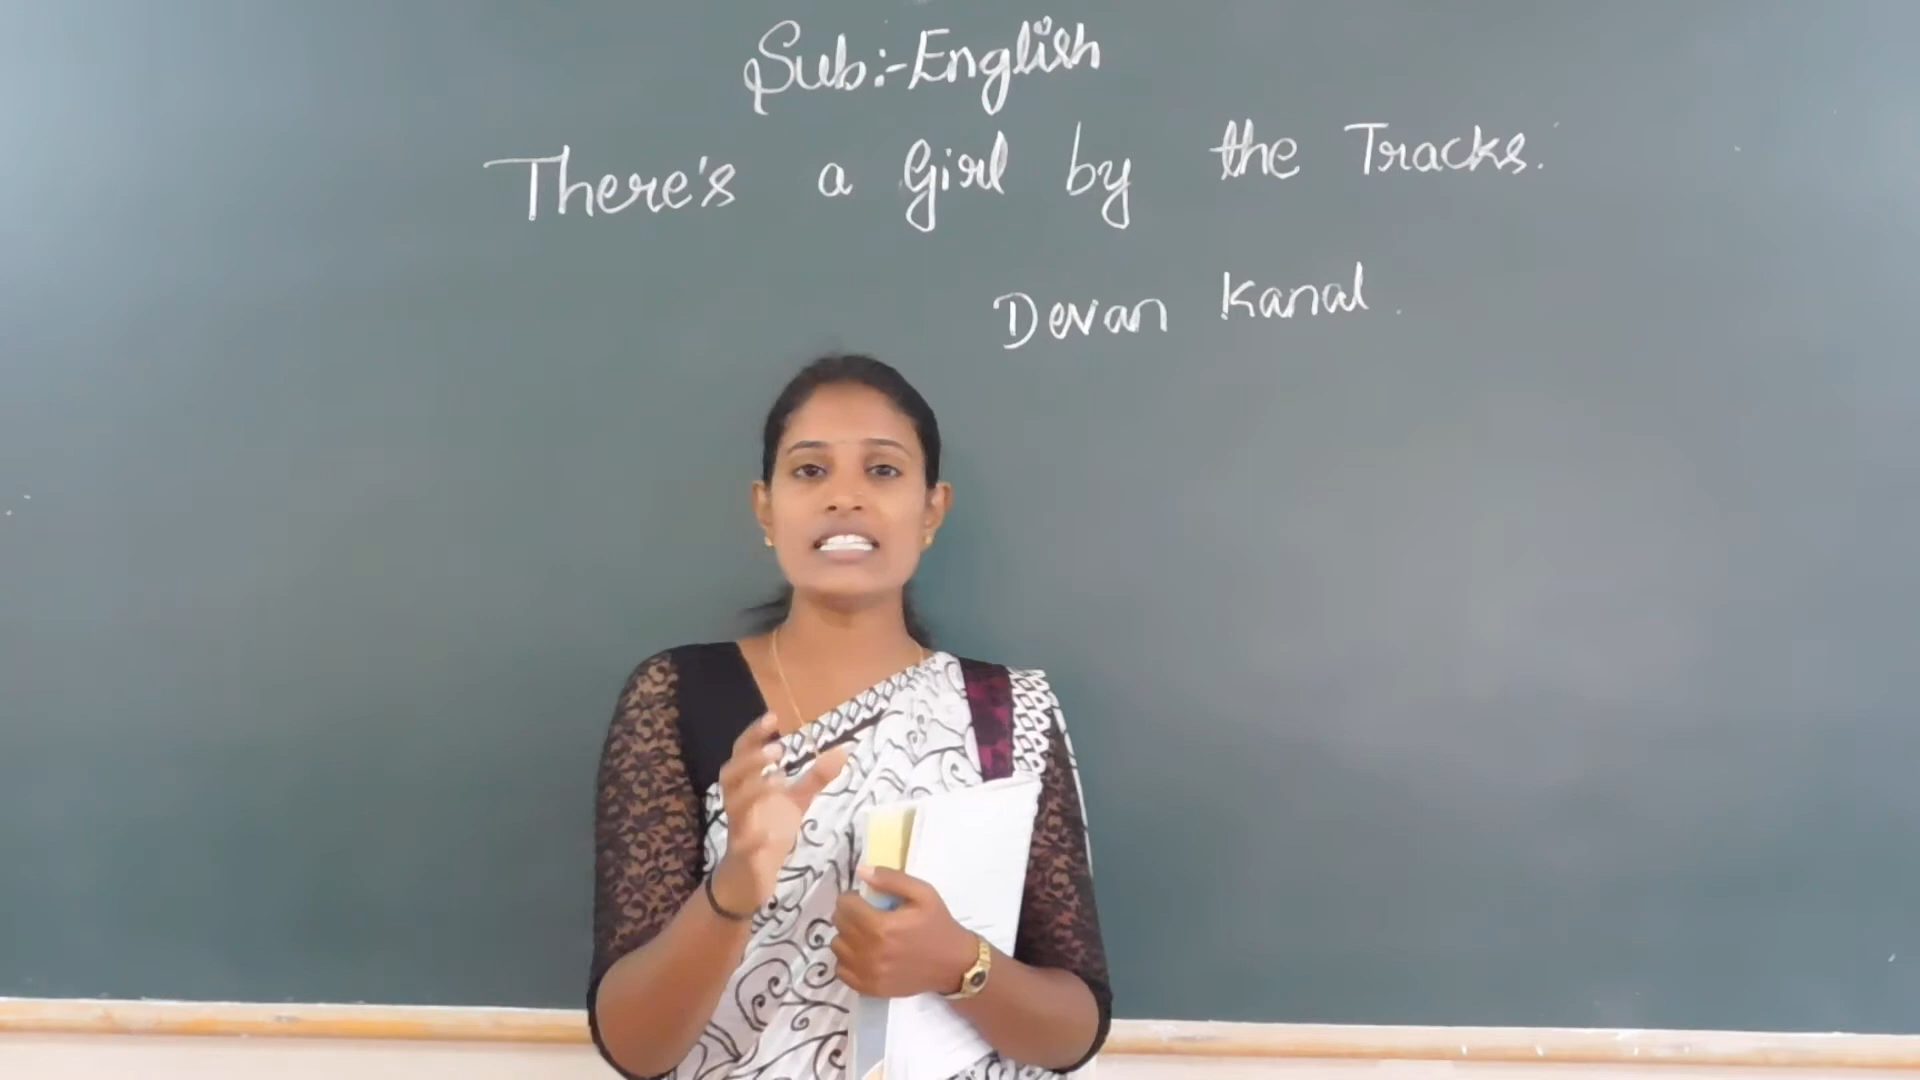 Sub:-English
There's a Girl by the Tracks.
Devan Kanal.